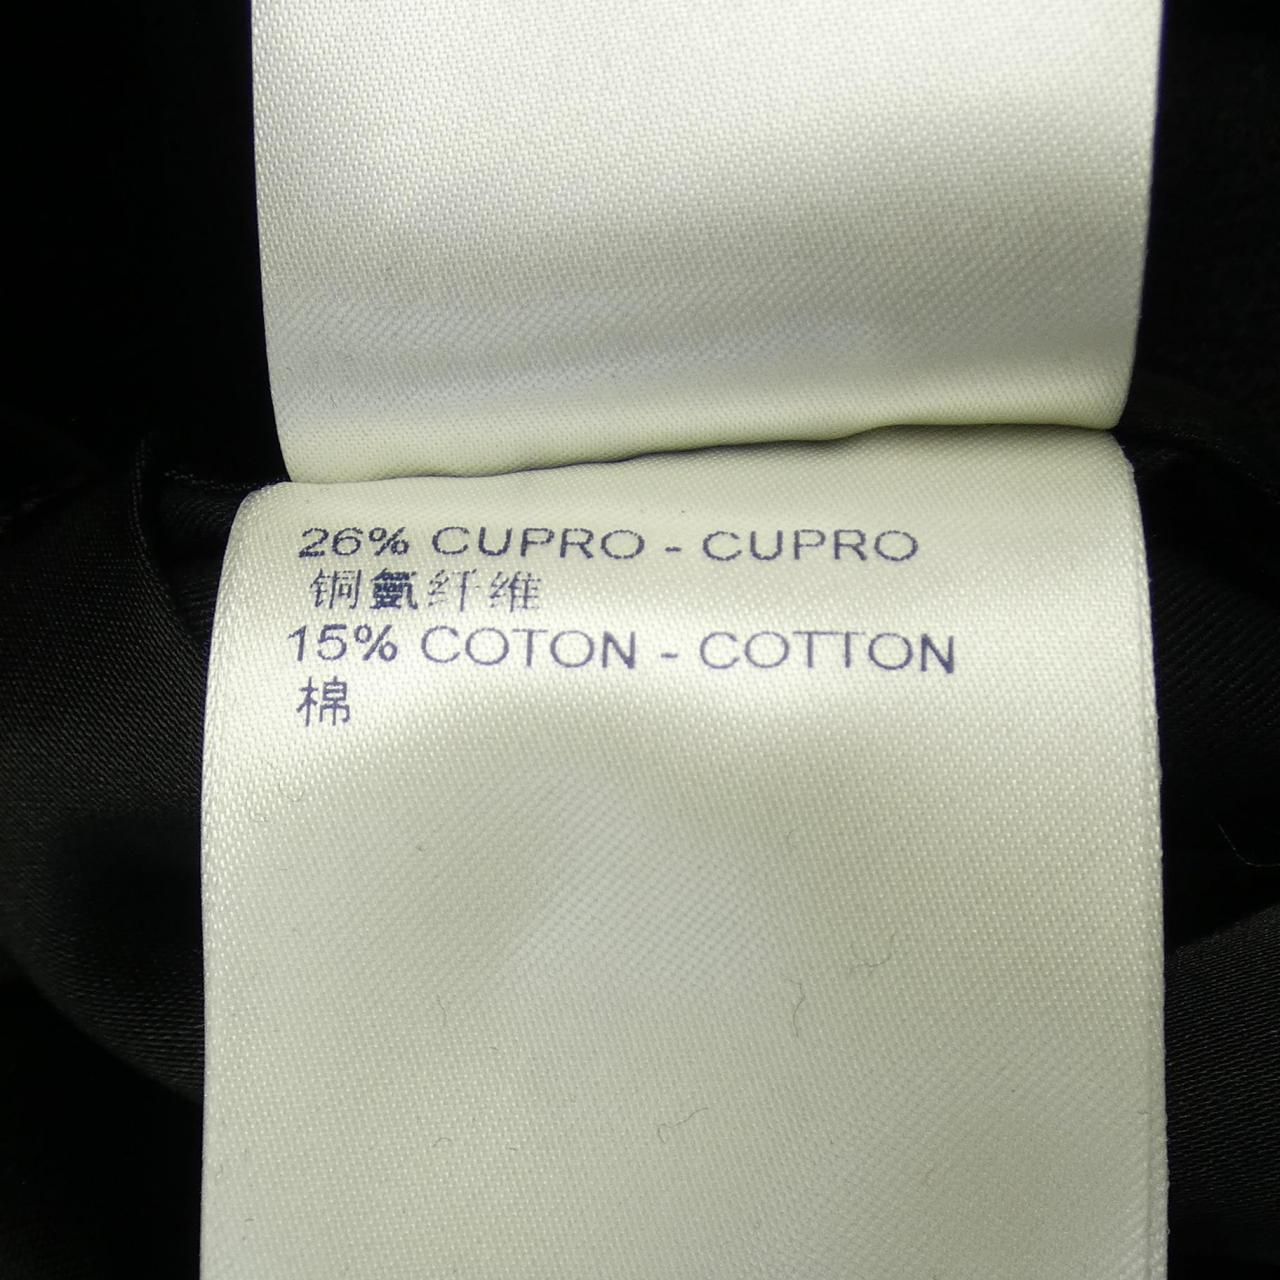 26% CUPRO - CUPRO
铜氨纤维
15% COTON - COTTON
棉